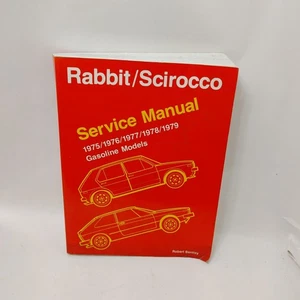 Rabbit/Scirocco
Service Manual
1975/1976/1977/1978/1979
Gasoline Models
Robert Bentley